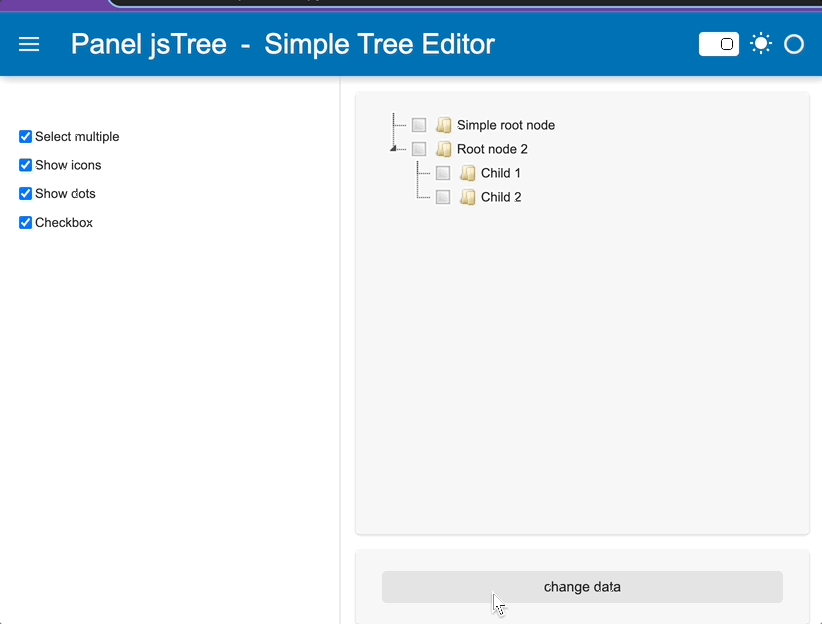 Panel jsTree - Simple Tree Editor
Select multiple
Show icons
Show dots
Checkbox
Simple root node
Root node 2
Child 1
Child 2
change data